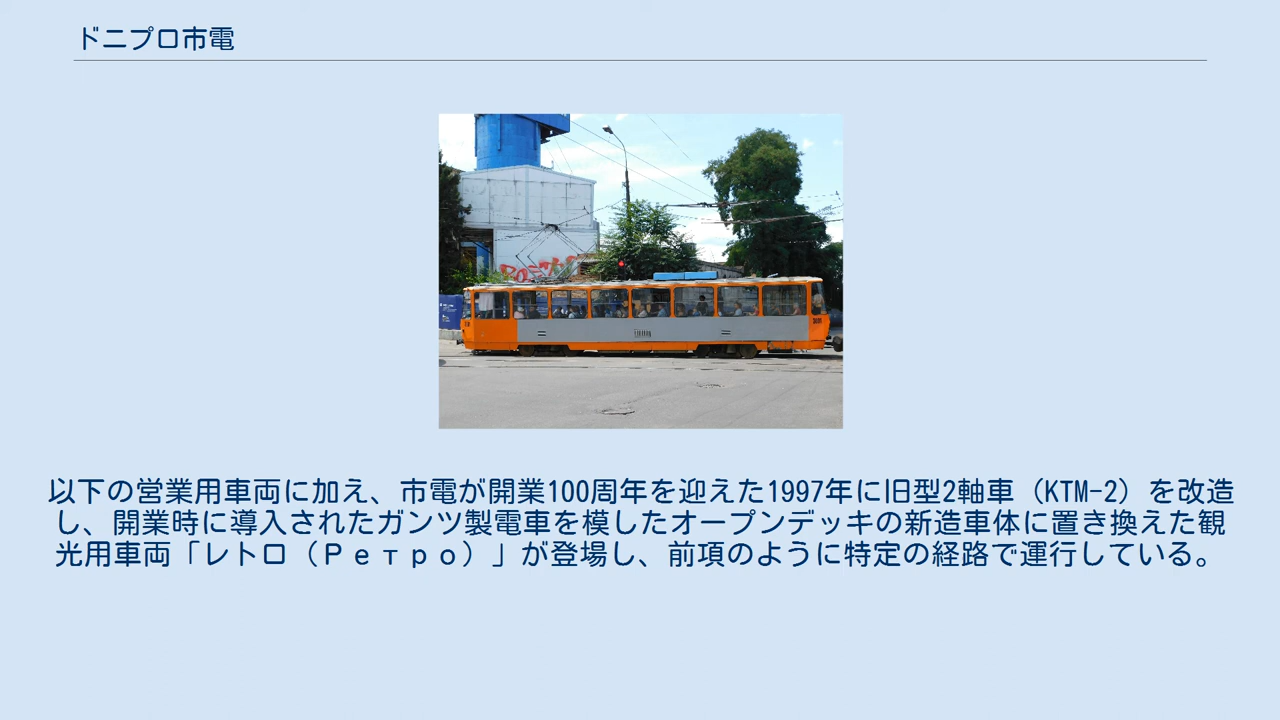 ドニプロ市電
以下の営業用車両に加え、市電が開業100周年を迎えた1997年に旧型2軸車（KTM-2）を改造
し、開業時に導入されたガンツ製電車を模したオープンデッキの新造車体に置き換えた観
光用車両「レトロ（Ретро）」が登場し、前項のように特定の経路で運行している。